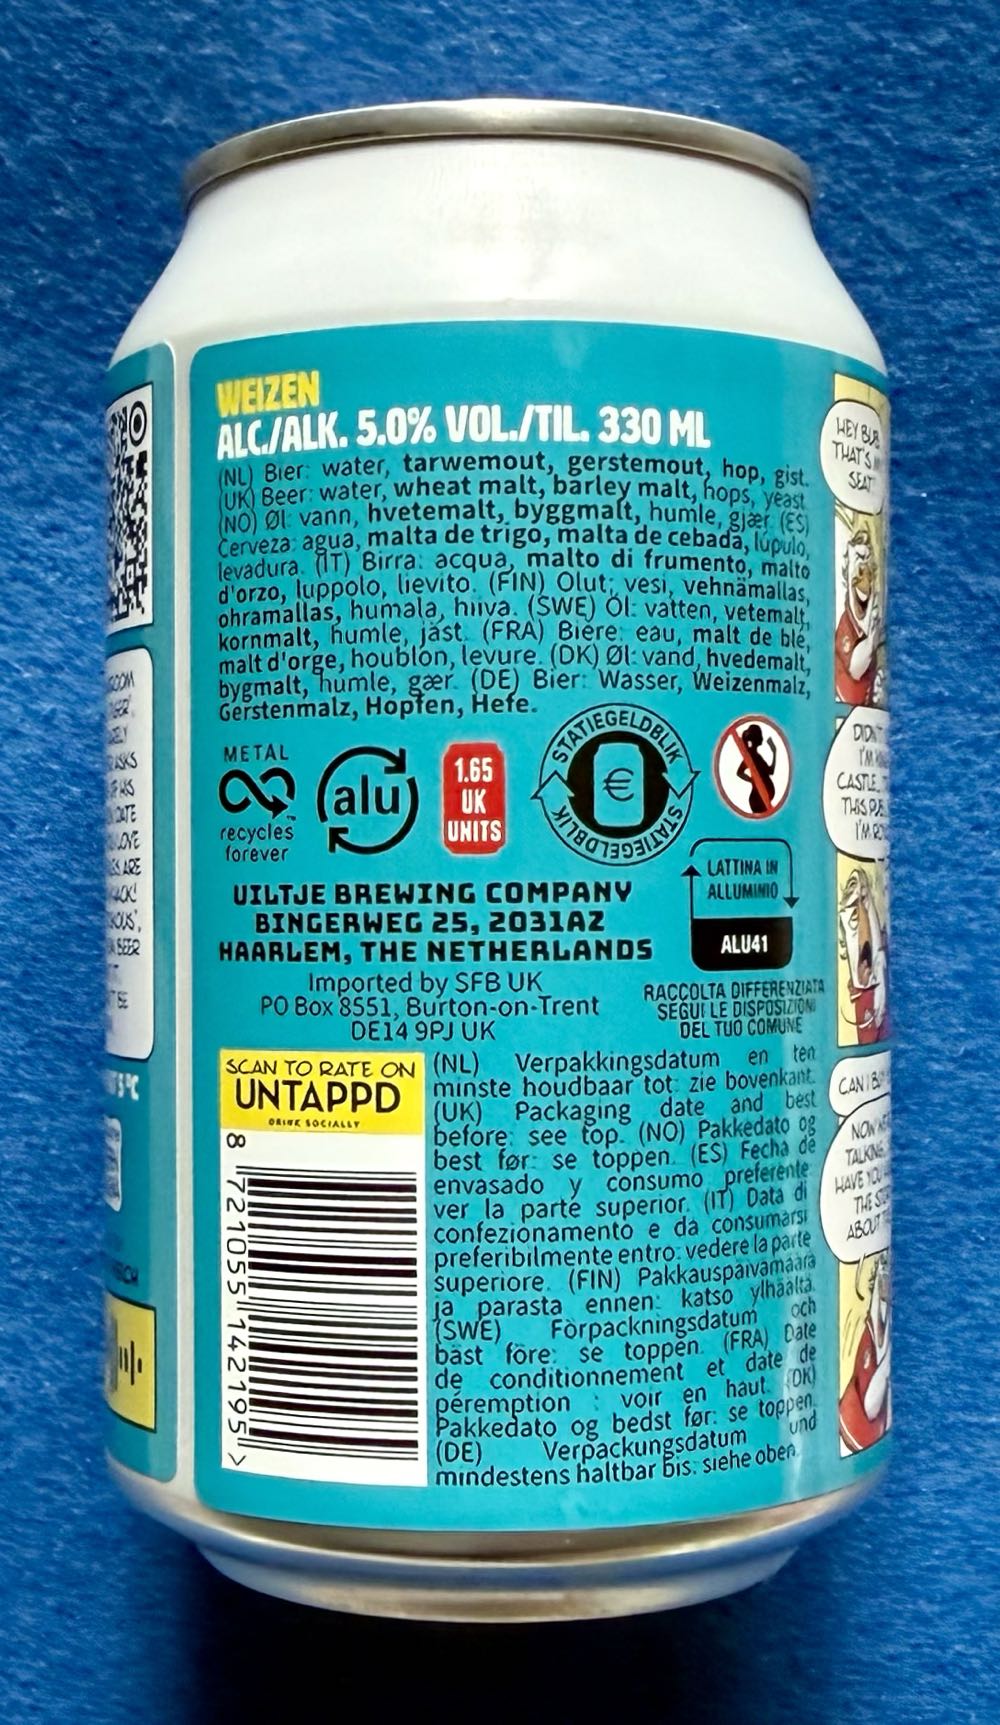 WEIZEN
ALC./ALK. 5.0% VOL./TIL. 330 ML
(NL) Bier: water, tarwemout, gerstemout, hop, gist.
(UK) Beer: water, wheat malt, barley malt, hops, yeast
(NO) Øl: vann, hvetemalt, byggmalt, humle, gjær. (ES)
Cerveza: agua, malta de trigo, malta de cebada, lúpulo,
levadura. (IT) Birra: acqua, malto di frumento, malto
d'orzo, luppolo, lievito. (FIN) Olut: vesi, vehnämallas,
ohramallas, humala, hiiva. (SWE) Öl: vatten, vetemalt,
kornmalt, humle, jäst. (FRA) Bière: eau, malt de blé,
malt d'orge, houblon, levure. (DK) Øl: vand, hvedemalt,
bygmalt, humle, gær. (DE) Bier: Wasser, Weizenmalz,
Gerstenmalz, Hopfen, Hefe.
METAL
recycles
forever
alu
1.65
UK
UNITS
STATIEGELDBLIK
€
STATIEGELDBLIK
LATTINA IN
ALLUMINIO
ALU41
RACCOLTA DIFFERENZIATA
SEGUI LE DISPOSIZIONI
DEL TUO COMUNE
UILTJE BREWING COMPANY
BINGERWEG 25, 2031AZ
HAARLEM, THE NETHERLANDS
Imported by SFB UK
PO Box 8551, Burton-on-Trent
DE14 9PJ UK
SCAN TO RATE ON
UNTAPPD
DRINK SOCIALLY
8 721055 142195 >
(NL) Verpakkingsdatum en ten
minste houdbaar tot: zie bovenkant.
(UK) Packaging date and best
before: see top. (NO) Pakkedato og
best før: se toppen. (ES) Fecha de
envasado y consumo preferente
ver la parte superior. (IT) Data di
confezionamento e da consumarsi
preferibilmente entro: vedere la parte
superiore. (FIN) Pakkauspäivämäärä
ja parasta ennen: katso ylhäältä.
(SWE) Förpackningsdatum och
bäst före: se toppen. (FRA) Date
de conditionnement et date de
péremption : voir en haut. (DK)
Pakkedato og bedst før: se toppen.
(DE) Verpackungsdatum und
mindestens haltbar bis: siehe oben.
HEY BUB
THAT'S
SEAT
I'M
CASTLE
I'M
CAN I
NOW
TALKING
HAVE YOU
ABOUT
ASKS
LOVE
BEER
BE
5°C